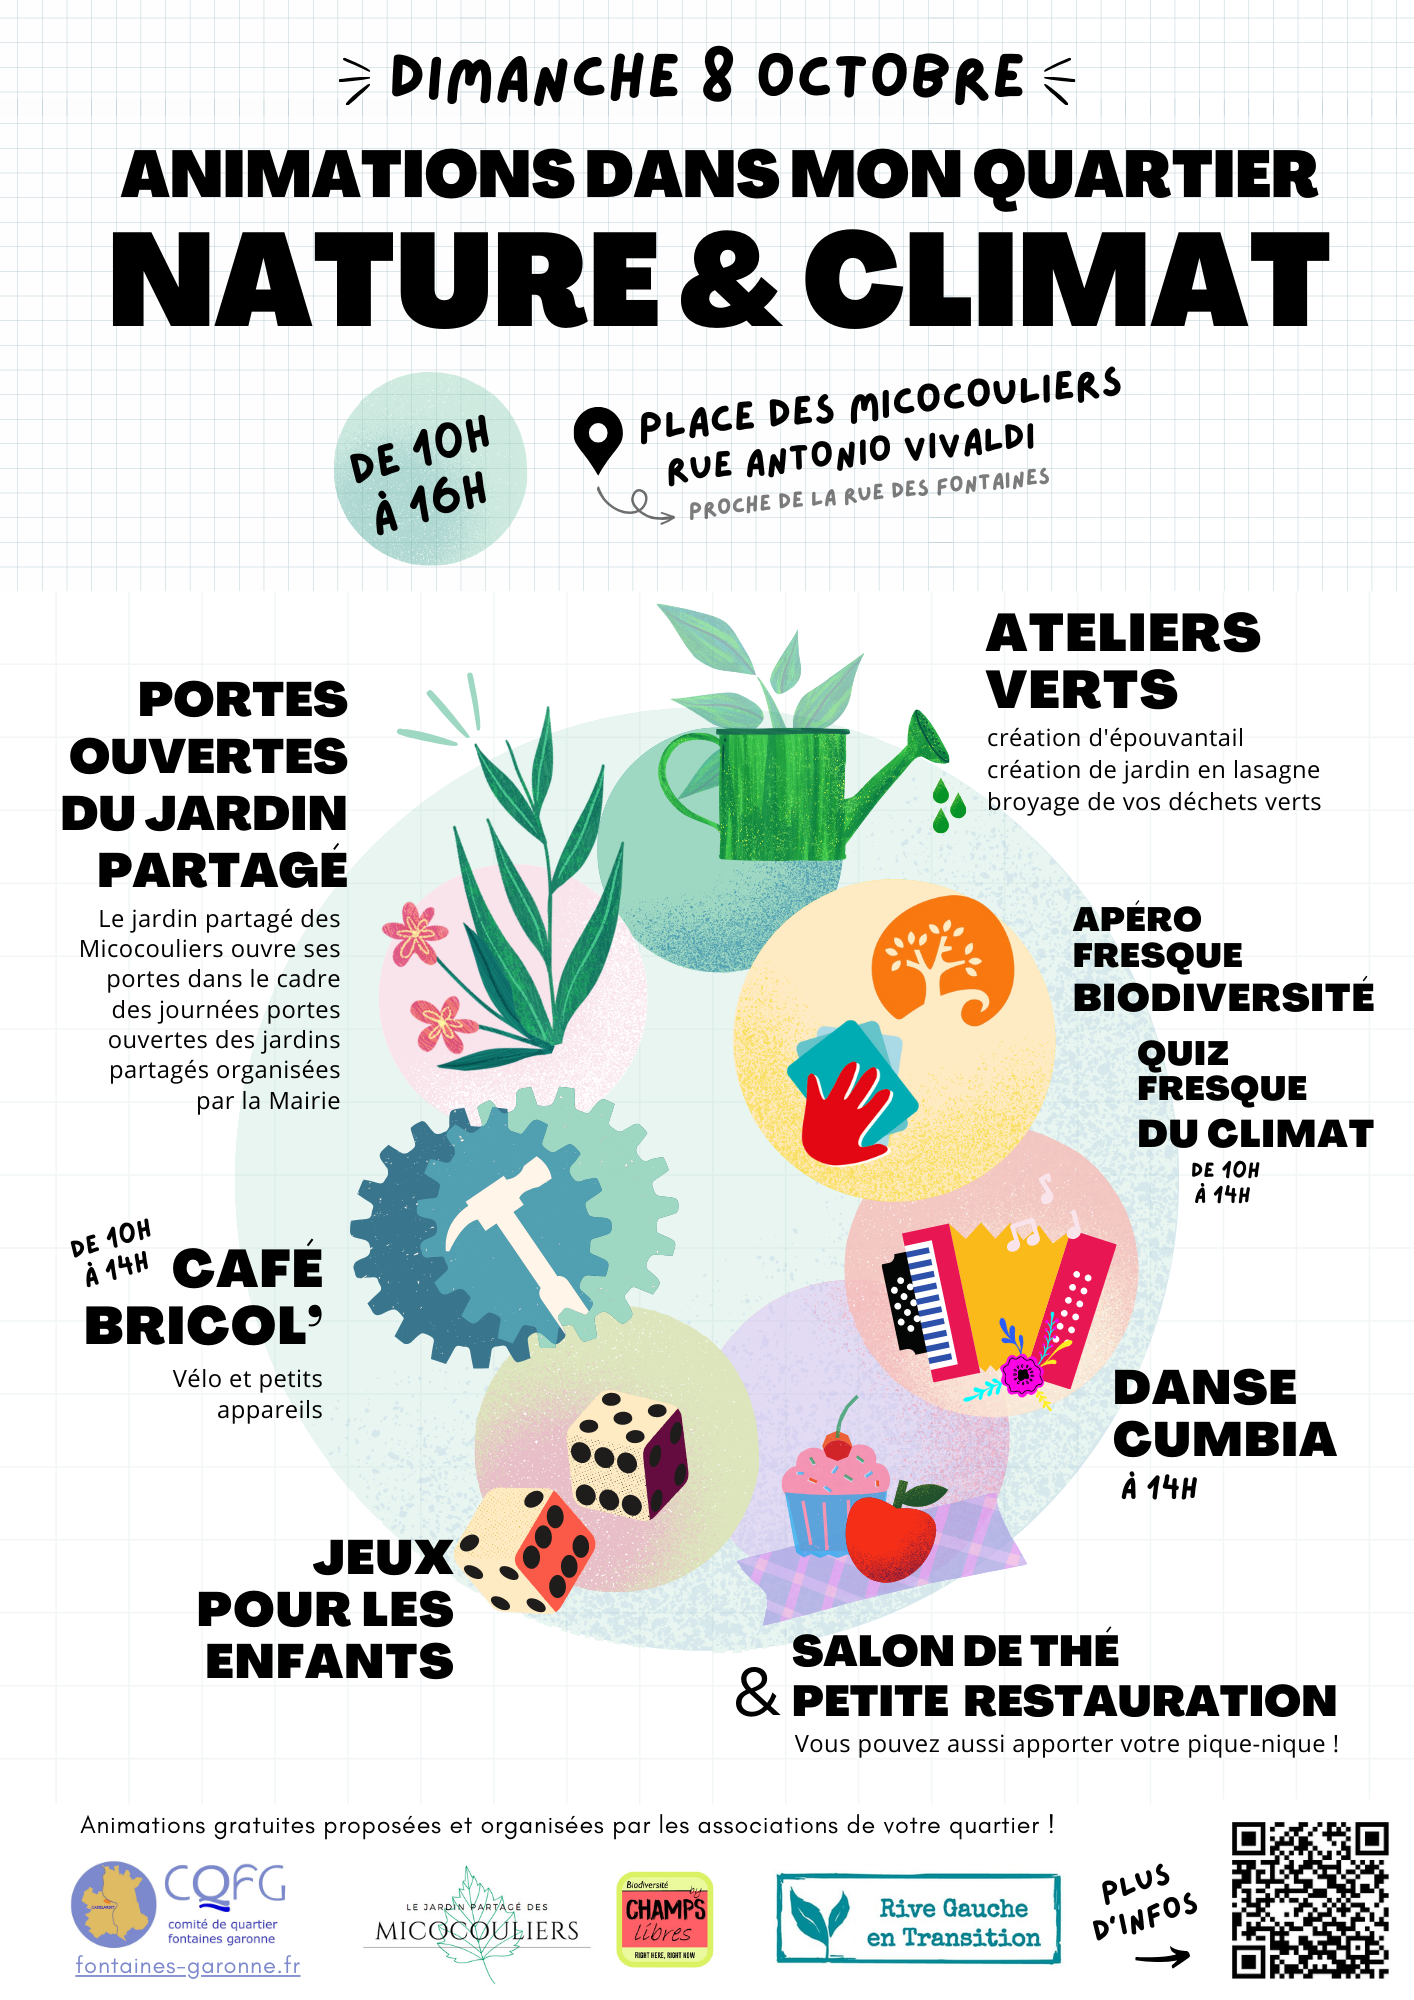 DIMANCHE 8 OCTOBRE
ANIMATIONS DANS MON QUARTIER
NATURE & CLIMAT
DE 10H
À 16H
PLACE DES MICOCOULIERS
RUE ANTONIO VIVALDI
PROCHE DE LA RUE DES FONTAINES
ATELIERS
VERTS
création d'épouvantail
création de jardin en lasagne
broyage de vos déchets verts
PORTES
OUVERTES
DU JARDIN
PARTAGÉ
Le jardin partagé des
Micocouliers ouvre ses
portes dans le cadre
des journées portes
ouvertes des jardins
partagés organisées
par la Mairie
APÉRO
FRESQUE
BIODIVERSITÉ
QUIZ
FRESQUE
DU CLIMAT
DE 10H
À 14H
DE 10H
À 14H
CAFÉ
BRICOL’
Vélo et petits
appareils
DANSE
CUMBIA
À 14H
JEUX
POUR LES
ENFANTS
SALON DE THÉ
& PETITE RESTAURATION
Vous pouvez aussi apporter votre pique-nique !
Animations gratuites proposées et organisées par les associations de votre quartier !
CQFG
comité de quartier
fontaines garonne
fontaines-garonne.fr
LE JARDIN PARTAGÉ DES
MICOCOULIERS
Biodiversité by
CHAMPS
libres
RIGHT HERE, RIGHT NOW
Rive Gauche
en Transition
PLUS
D'INFOS